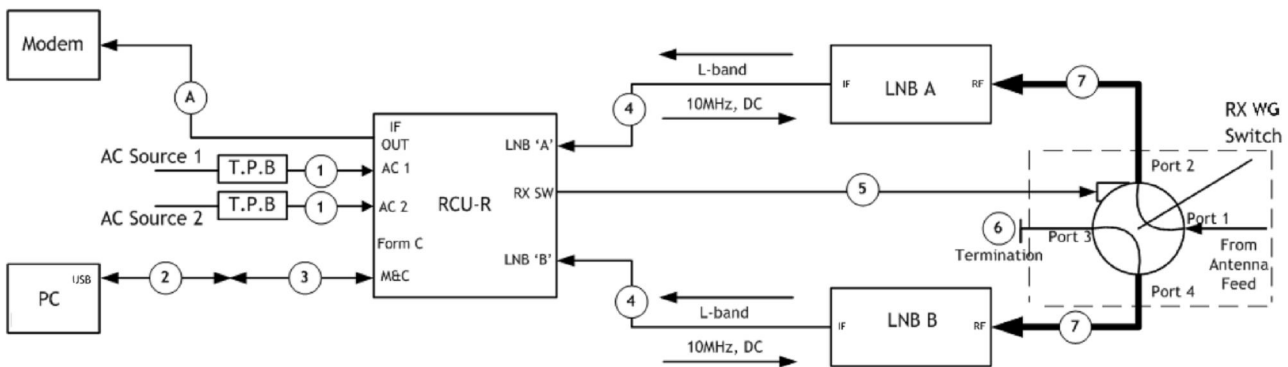 Modem
A
AC Source 1
T.P.B
1
AC Source 2
T.P.B
1
PC
USB
2
3
IF
OUT
AC 1
AC 2
Form C
M&C
RCU-R
LNB ‘A’
RX SW
LNB ‘B’
L-band
4
10MHz, DC
IF
LNB A
RF
7
5
L-band
4
10MHz, DC
IF
LNB B
RF
7
RX WG
Switch
Port 2
Port 1
6
Termination
Port 3
From
Antenna
Feed
Port 4